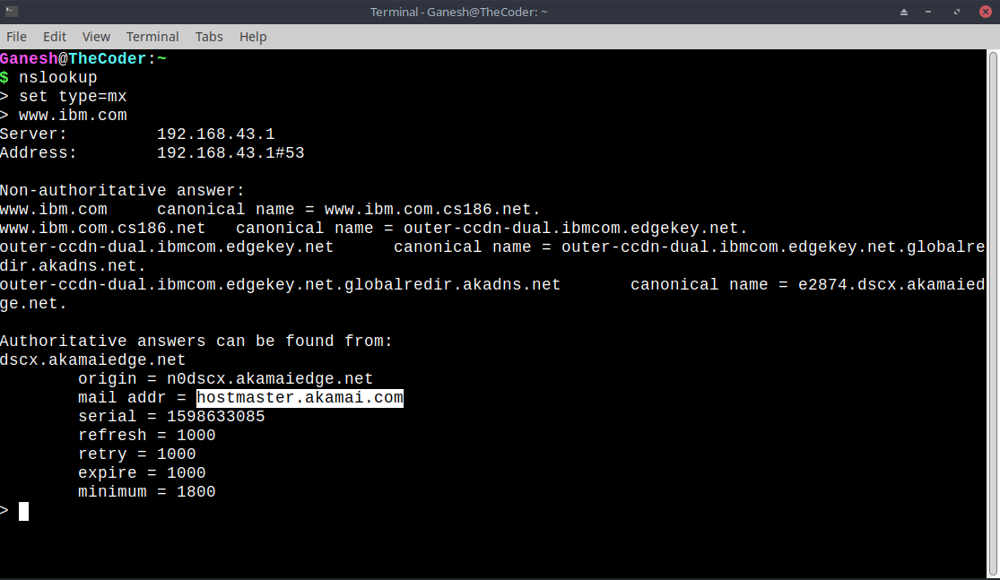 Terminal - Ganesh@TheCoder: ~
File Edit View Terminal Tabs Help
Ganesh@TheCoder:~
$ nslookup
> set type=mx
> www.ibm.com
Server:         192.168.43.1
Address:        192.168.43.1#53

Non-authoritative answer:
www.ibm.com     canonical name = www.ibm.com.cs186.net.
www.ibm.com.cs186.net   canonical name = outer-ccdn-dual.ibmcom.edgekey.net.
outer-ccdn-dual.ibmcom.edgekey.net      canonical name = outer-ccdn-dual.ibmcom.edgekey.net.globalre
dir.akadns.net.
outer-ccdn-dual.ibmcom.edgekey.net.globalredir.akadns.net       canonical name = e2874.dscx.akamaied
ge.net.

Authoritative answers can be found from:
dscx.akamaiedge.net
        origin = n0dscx.akamaiedge.net
        mail addr = hostmaster.akamai.com
        serial = 1598633085
        refresh = 1000
        retry = 1000
        expire = 1000
        minimum = 1800
>